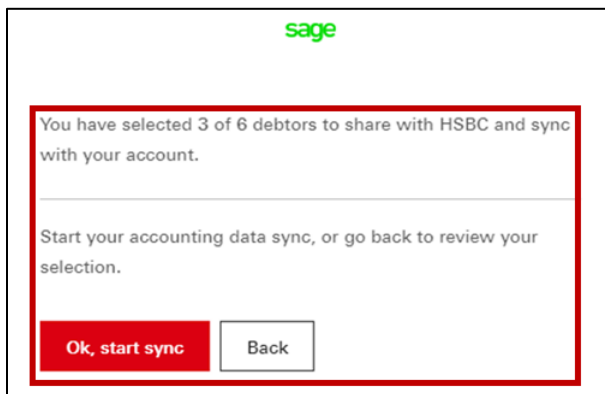 sage
You have selected 3 of 6 debtors to share with HSBC and sync
with your account.
Start your accounting data sync, or go back to review your
selection.
Ok, start sync Back